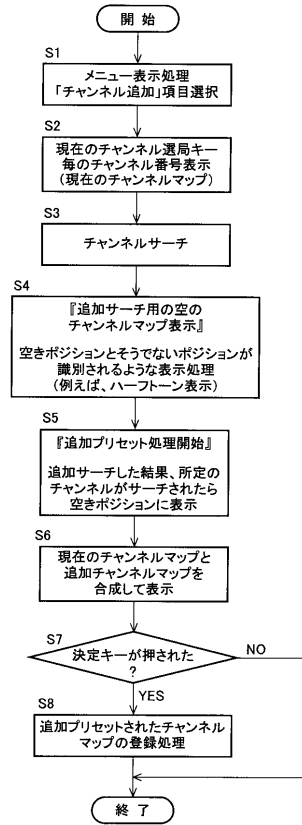 開 始
S1
メニュー表示処理
「チャンネル追加」項目選択
S2
現在のチャンネル選局キー
毎のチャンネル番号表示
(現在のチャンネルマップ)
S3
チャンネルサーチ
S4
『追加サーチ用の空の
チャンネルマップ表示』
空きポジションとそうでないポジションが
識別されるような表示処理
(例えば、ハーフトーン表示)
S5
『追加プリセット処理開始』
追加サーチした結果、所定の
チャンネルがサーチされたら
空きポジションに表示
S6
現在のチャンネルマップと
追加チャンネルマップを
合成して表示
S7
決定キーが押された
?
NO
YES
S8
追加プリセットされたチャンネル
マップの登録処理
終 了